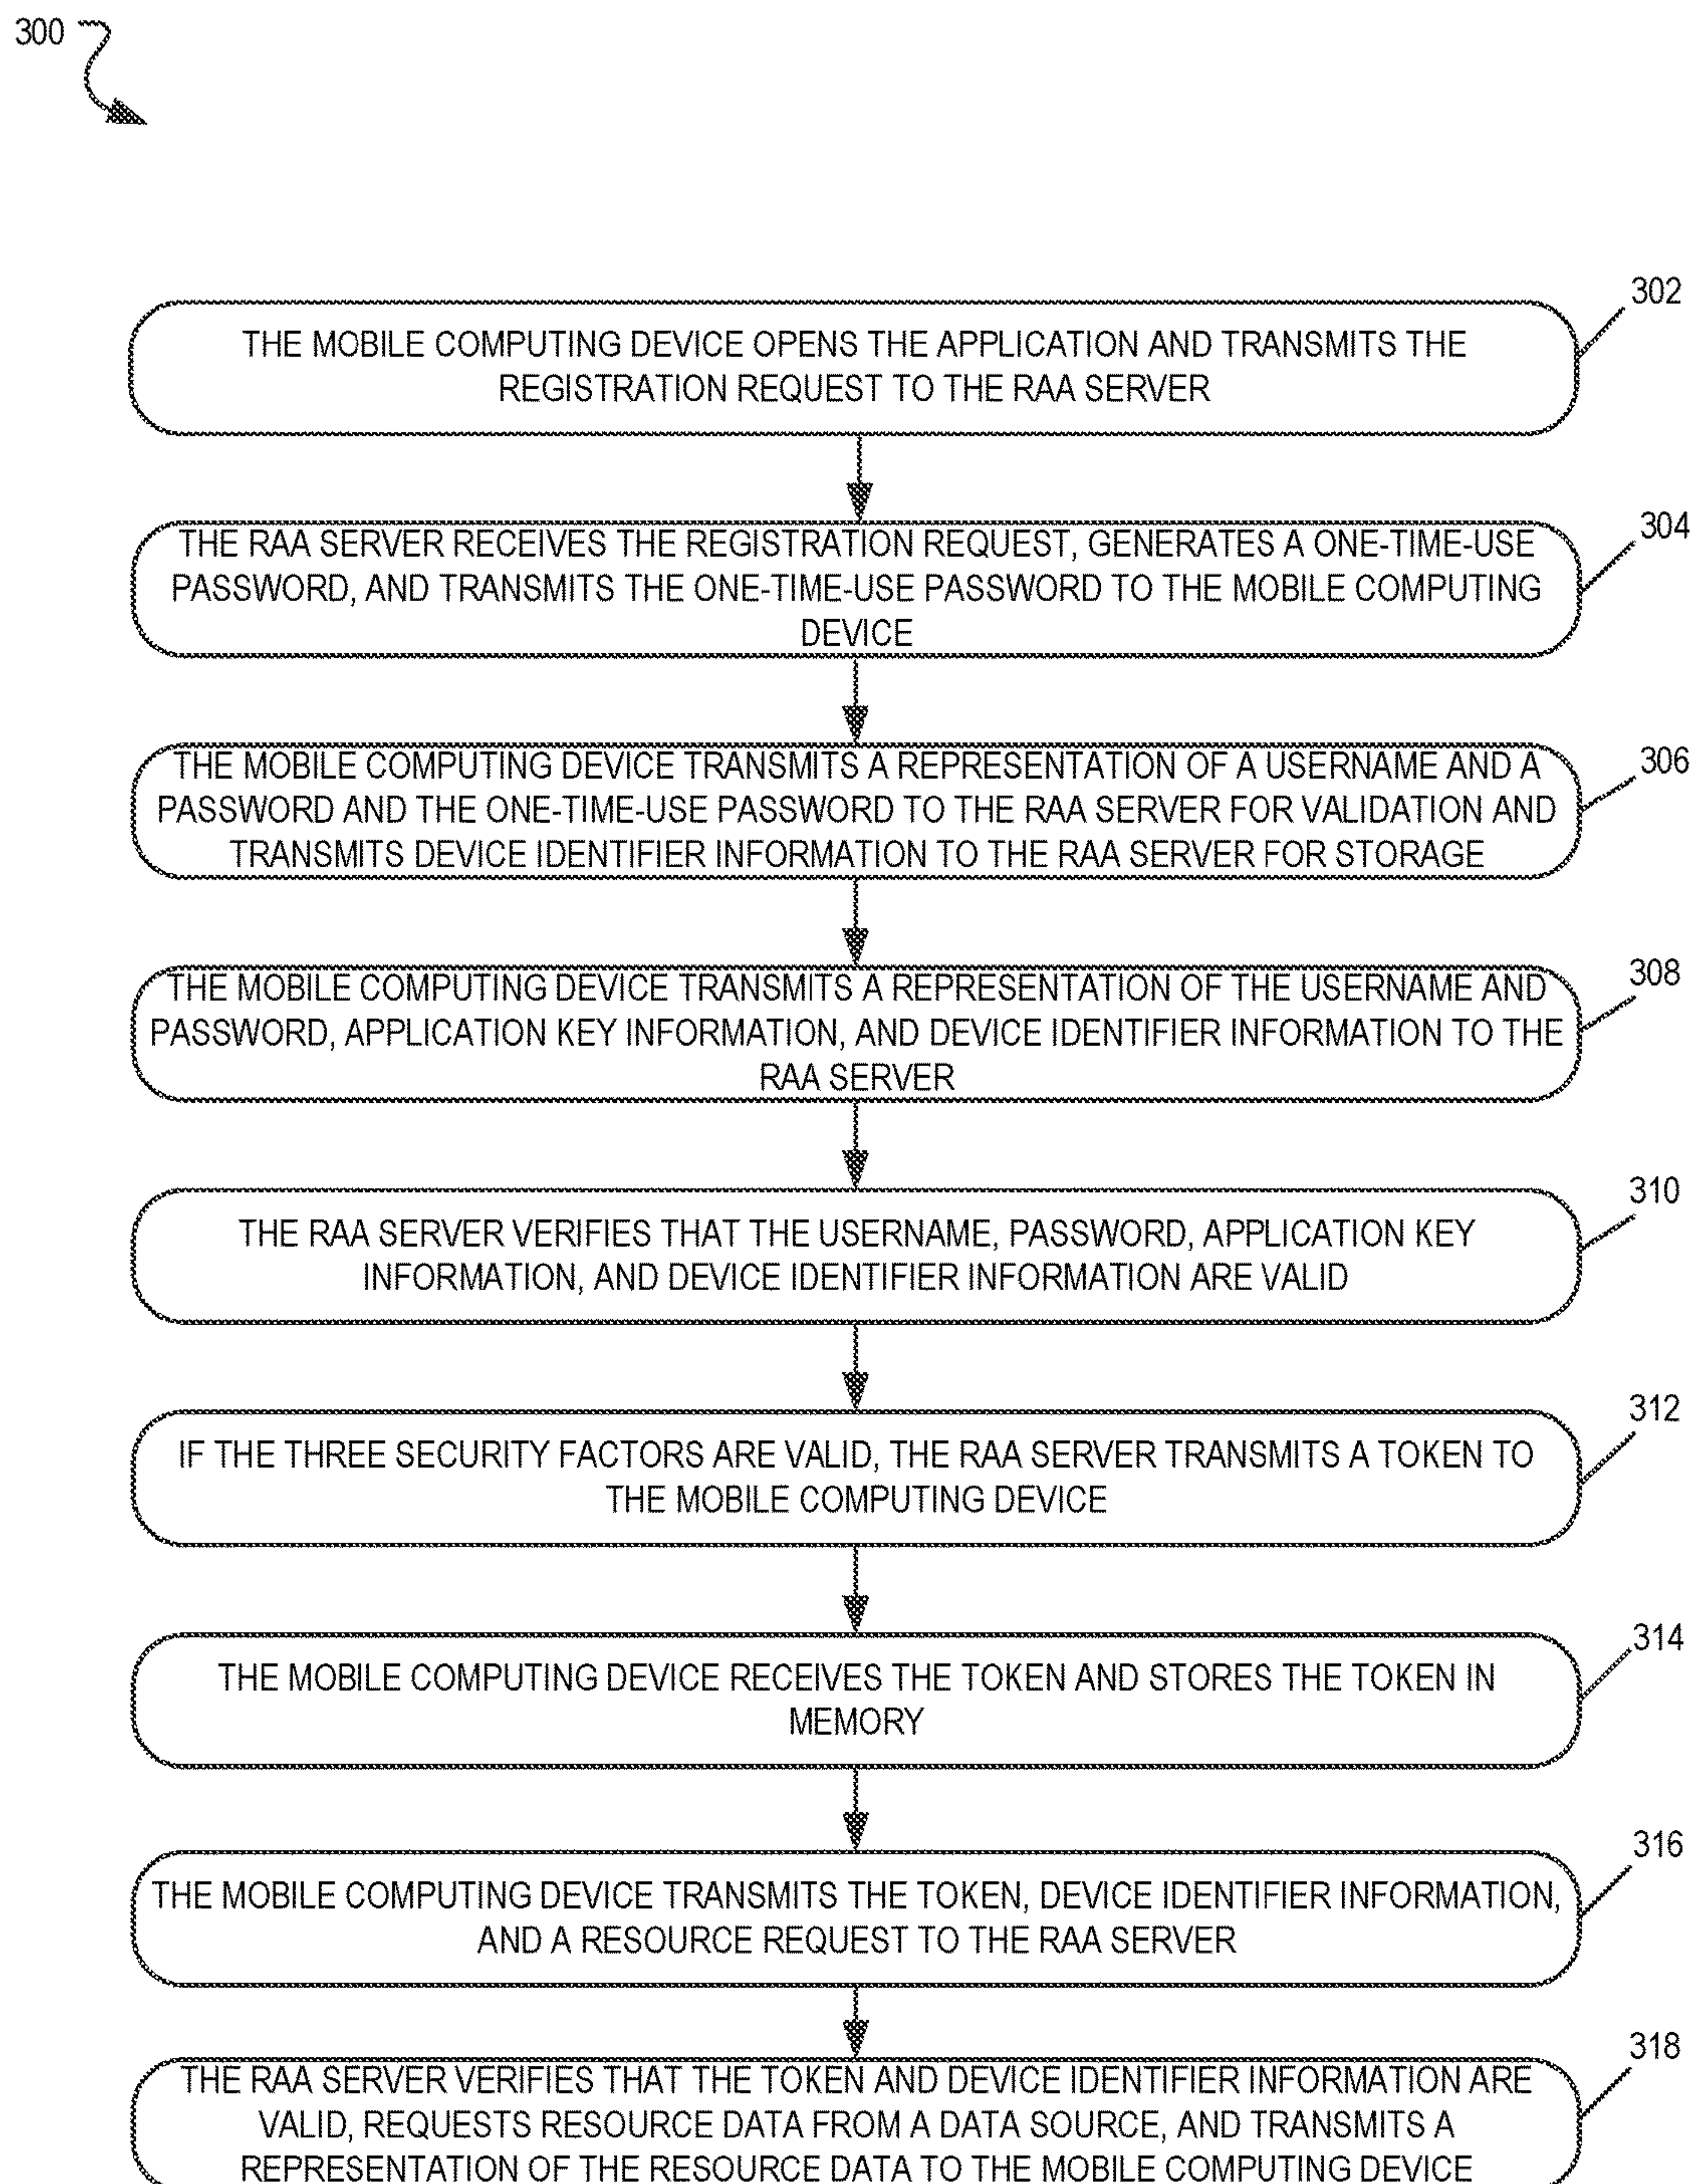 300
302
THE MOBILE COMPUTING DEVICE OPENS THE APPLICATION AND TRANSMITS THE
REGISTRATION REQUEST TO THE RAA SERVER
304
THE RAA SERVER RECEIVES THE REGISTRATION REQUEST, GENERATES A ONE-TIME-USE
PASSWORD, AND TRANSMITS THE ONE-TIME-USE PASSWORD TO THE MOBILE COMPUTING
DEVICE
306
THE MOBILE COMPUTING DEVICE TRANSMITS A REPRESENTATION OF A USERNAME AND A
PASSWORD AND THE ONE-TIME-USE PASSWORD TO THE RAA SERVER FOR VALIDATION AND
TRANSMITS DEVICE IDENTIFIER INFORMATION TO THE RAA SERVER FOR STORAGE
308
THE MOBILE COMPUTING DEVICE TRANSMITS A REPRESENTATION OF THE USERNAME AND
PASSWORD, APPLICATION KEY INFORMATION, AND DEVICE IDENTIFIER INFORMATION TO THE
RAA SERVER
310
THE RAA SERVER VERIFIES THAT THE USERNAME, PASSWORD, APPLICATION KEY
INFORMATION, AND DEVICE IDENTIFIER INFORMATION ARE VALID
312
IF THE THREE SECURITY FACTORS ARE VALID, THE RAA SERVER TRANSMITS A TOKEN TO
THE MOBILE COMPUTING DEVICE
314
THE MOBILE COMPUTING DEVICE RECEIVES THE TOKEN AND STORES THE TOKEN IN
MEMORY
316
THE MOBILE COMPUTING DEVICE TRANSMITS THE TOKEN, DEVICE IDENTIFIER INFORMATION,
AND A RESOURCE REQUEST TO THE RAA SERVER
318
THE RAA SERVER VERIFIES THAT THE TOKEN AND DEVICE IDENTIFIER INFORMATION ARE
VALID, REQUESTS RESOURCE DATA FROM A DATA SOURCE, AND TRANSMITS A
REPRESENTATION OF THE RESOURCE DATA TO THE MOBILE COMPUTING DEVICE